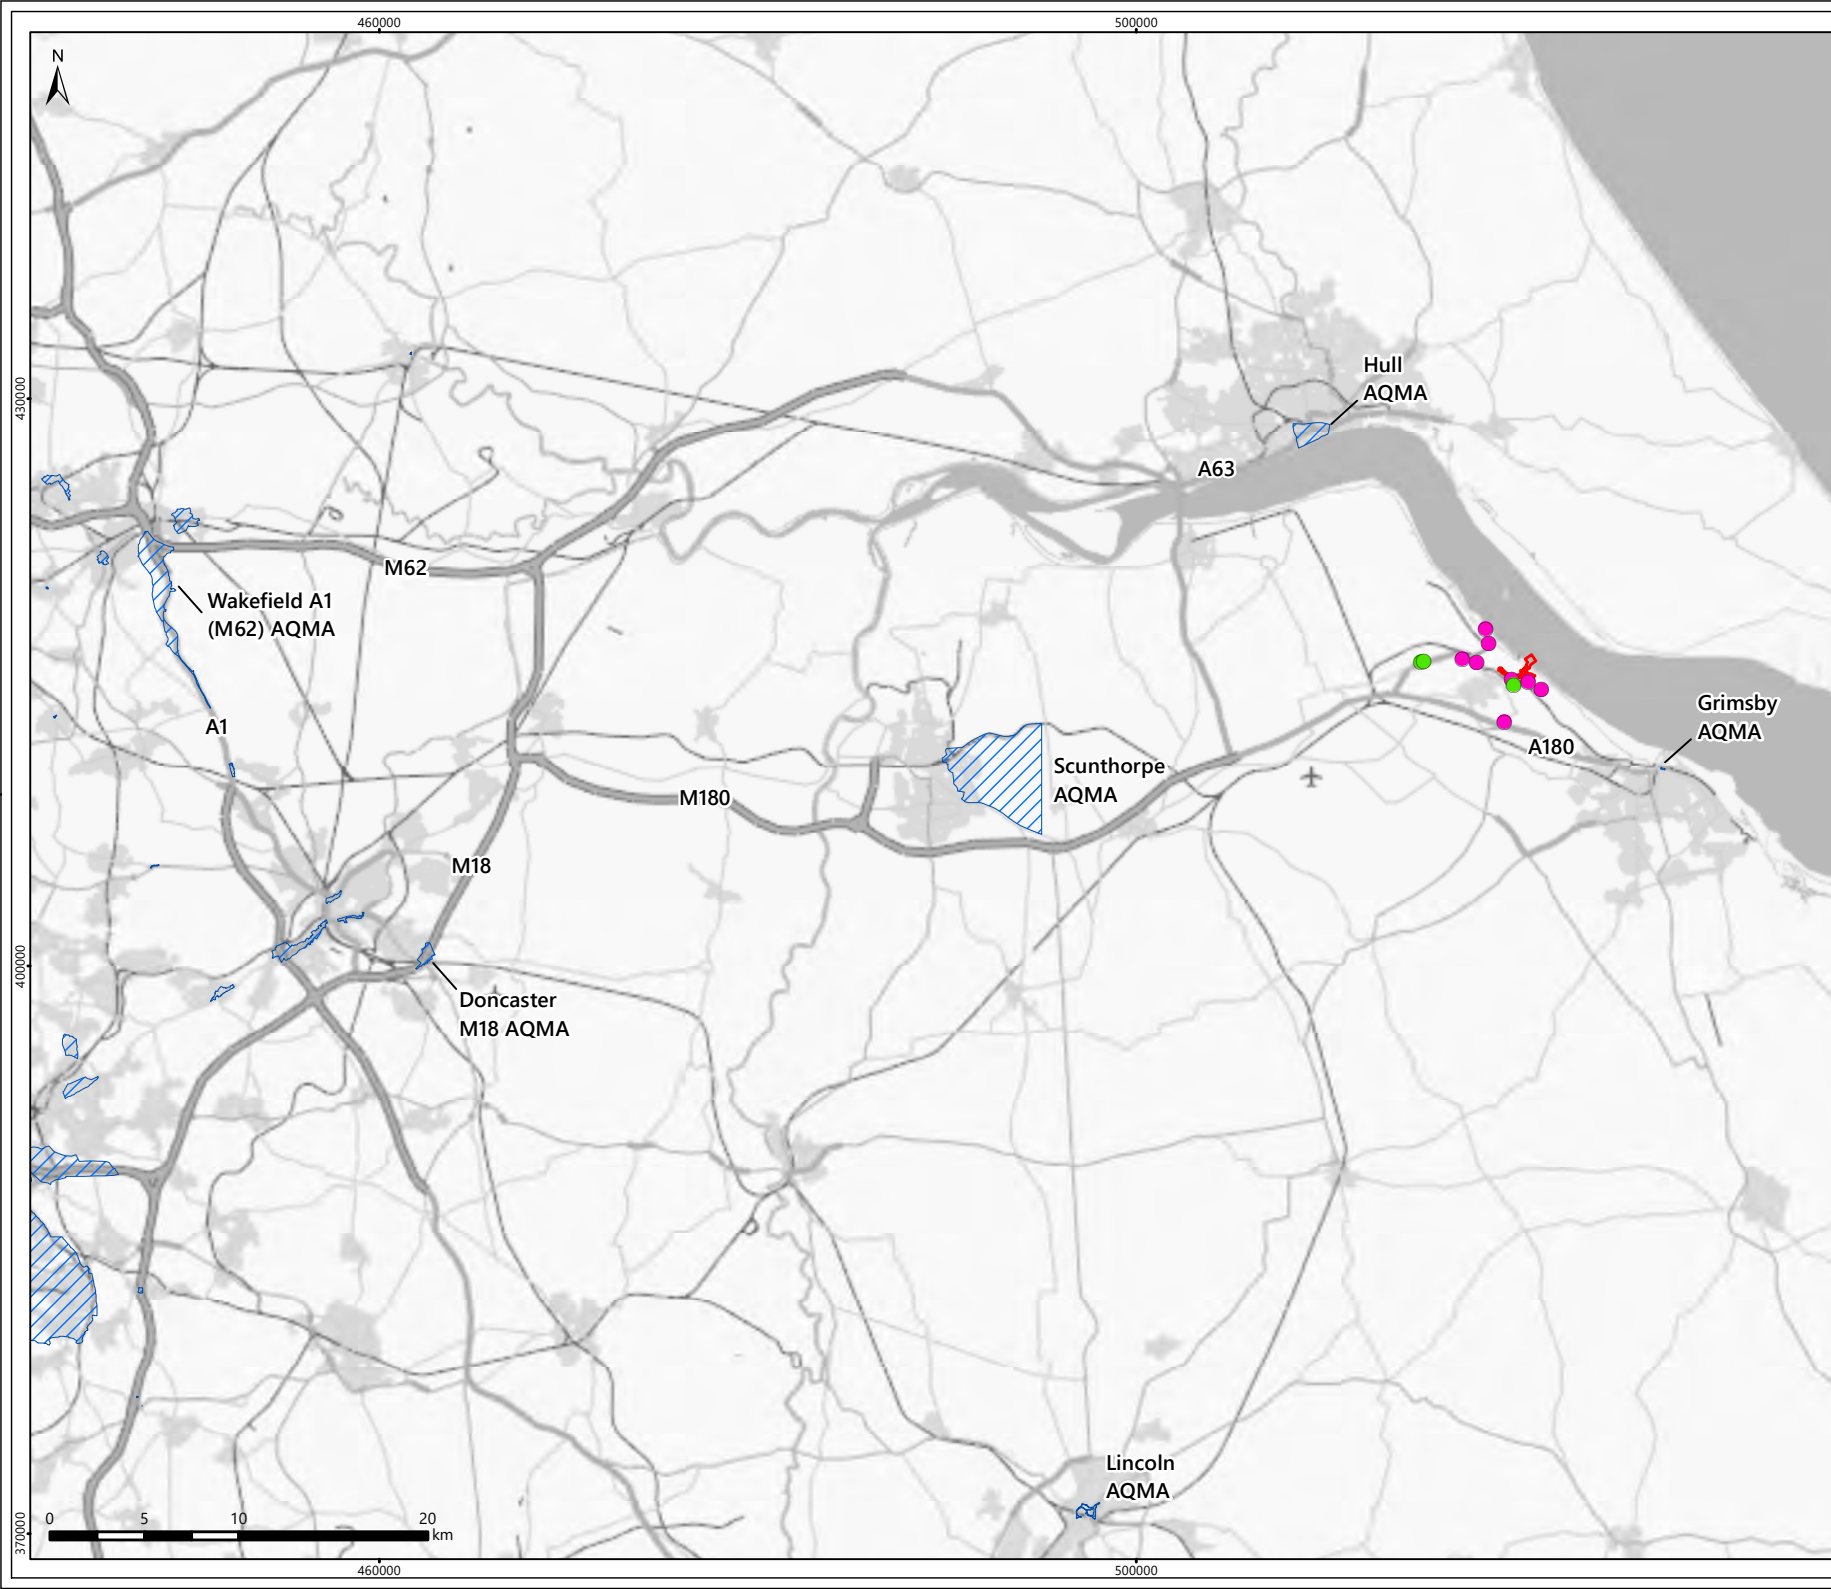 460000
500000
N
Hull
AQMA
430000
A63
M62
Wakefield A1
(M62) AQMA
Grimsby
AQMA
A1
A180
Scunthorpe
AQMA
M180
M18
400000
Doncaster
M18 AQMA
Lincoln
AQMA
0
5
10
20
km
370000
460000
500000